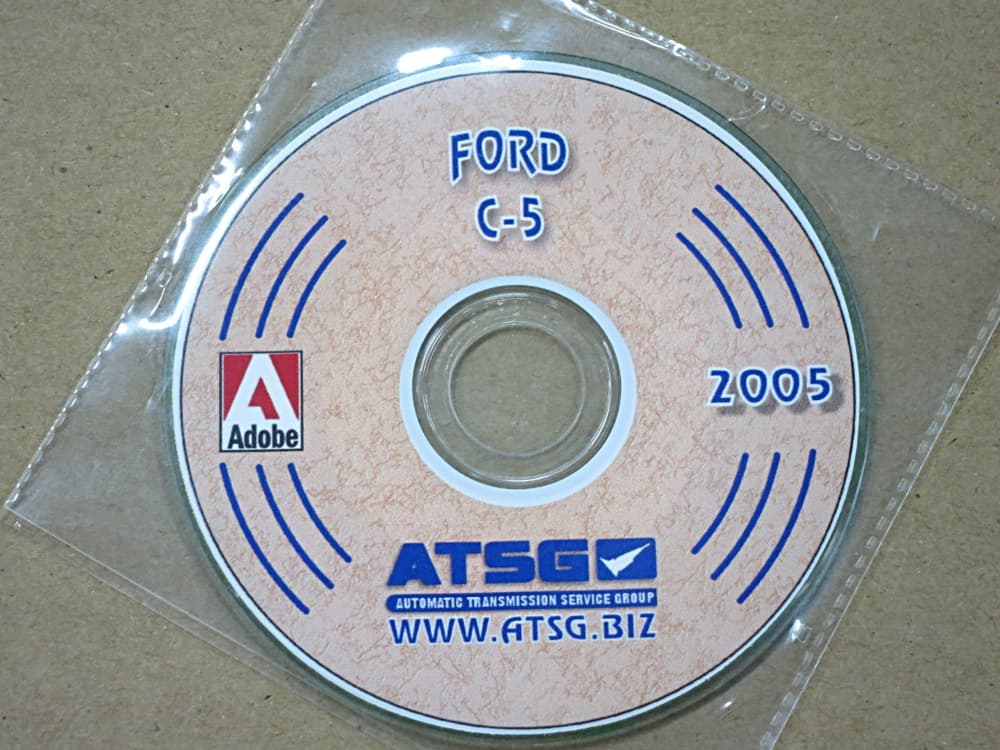 FORD
C-5
Adobe
2005
ATSG
AUTOMATIC TRANSMISSION SERVICE GROUP
WWW.ATSG.BIZ